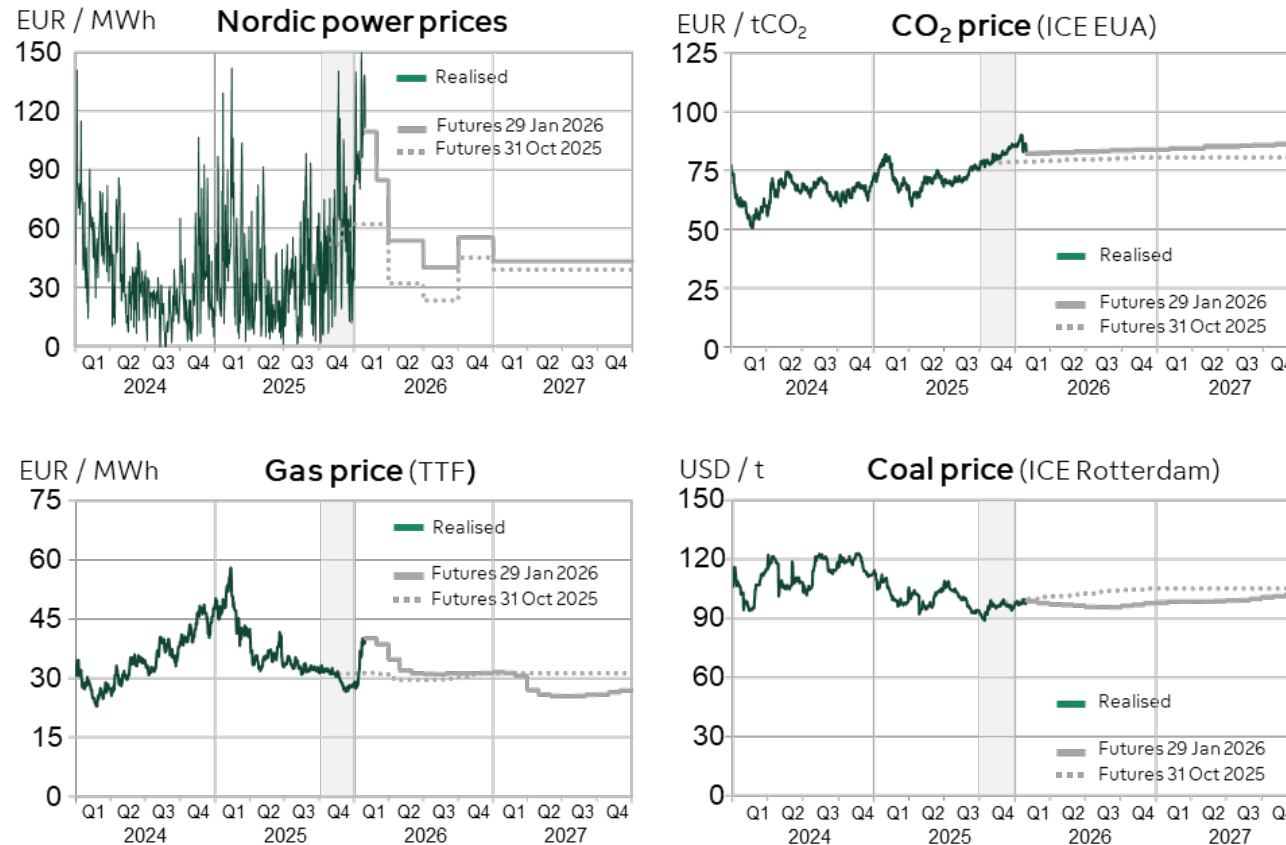 EUR / MWh Nordic power prices
150
120
90
60
30
0
Realised
Futures 29 Jan 2026
Futures 31 Oct 2025
Q1 Q2 Q3 Q4 Q1 Q2 Q3 Q4 Q1 Q2 Q3 Q4 Q1 Q2 Q3 Q4
2024 2025 2026 2027
EUR / tCO₂ CO₂ price (ICE EUA)
125
100
75
50
25
0
Realised
Futures 29 Jan 2026
Futures 31 Oct 2025
Q1 Q2 Q3 Q4 Q1 Q2 Q3 Q4 Q1 Q2 Q3 Q4 Q1 Q2 Q3 Q4
2024 2025 2026 2027
EUR / MWh Gas price (TTF)
75
60
45
30
15
0
Realised
Futures 29 Jan 2026
Futures 31 Oct 2025
Q1 Q2 Q3 Q4 Q1 Q2 Q3 Q4 Q1 Q2 Q3 Q4 Q1 Q2 Q3 Q4
2024 2025 2026 2027
USD / t Coal price (ICE Rotterdam)
150
120
90
60
30
0
Realised
Futures 29 Jan 2026
Futures 31 Oct 2025
Q1 Q2 Q3 Q4 Q1 Q2 Q3 Q4 Q1 Q2 Q3 Q4 Q1 Q2 Q3 Q4
2024 2025 2026 2027